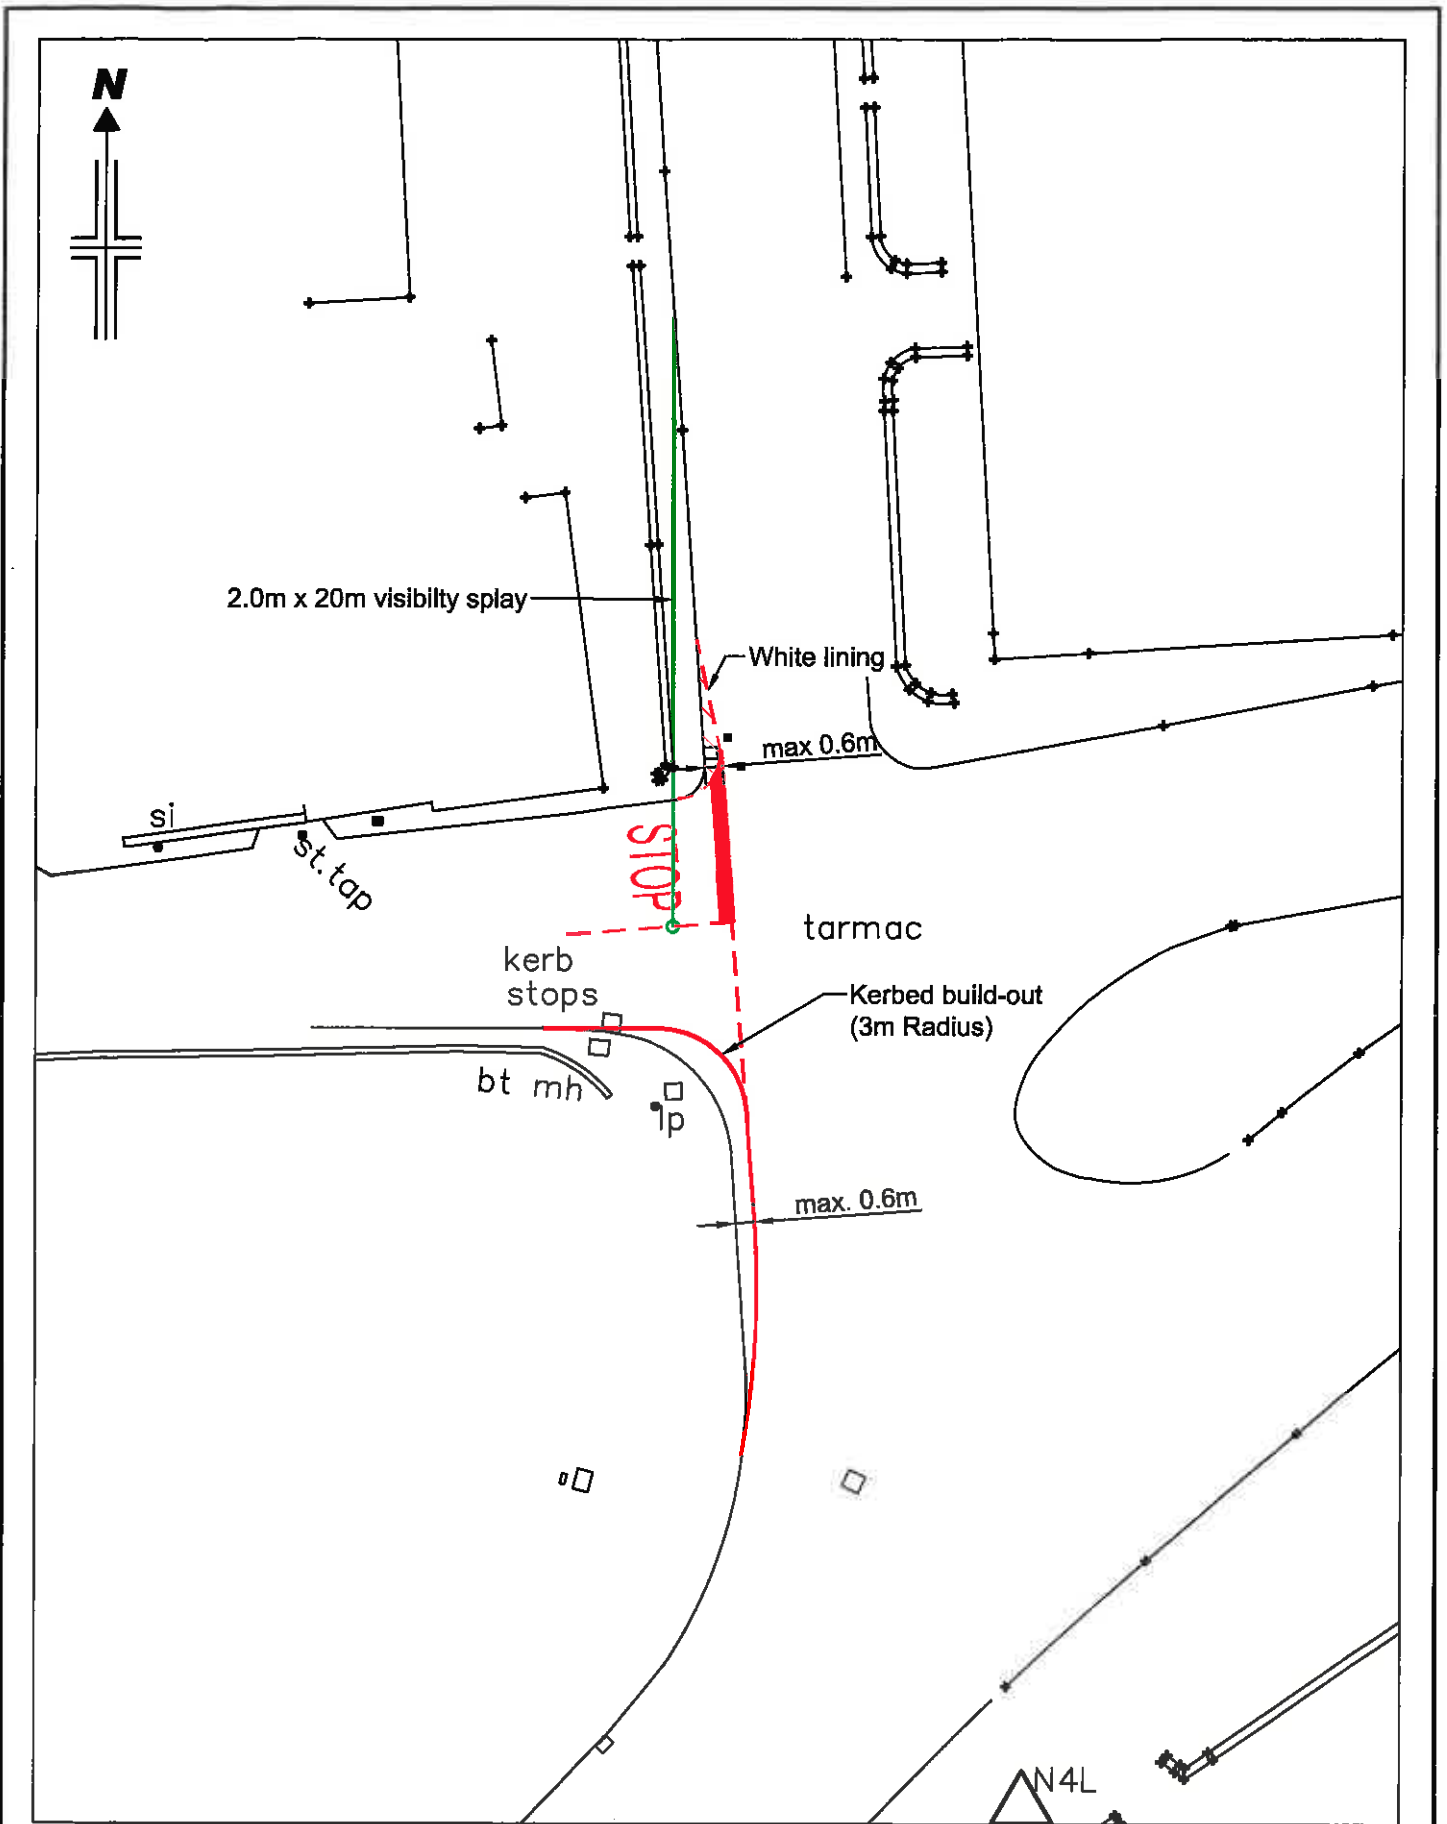 N
2.0m x 20m visibilty splay
White lining
max 0.6m
si
st.tap
STOP
tarmac
kerb
stops
Kerbed build-out
(3m Radius)
bt mh
lp
max. 0.6m
N4L